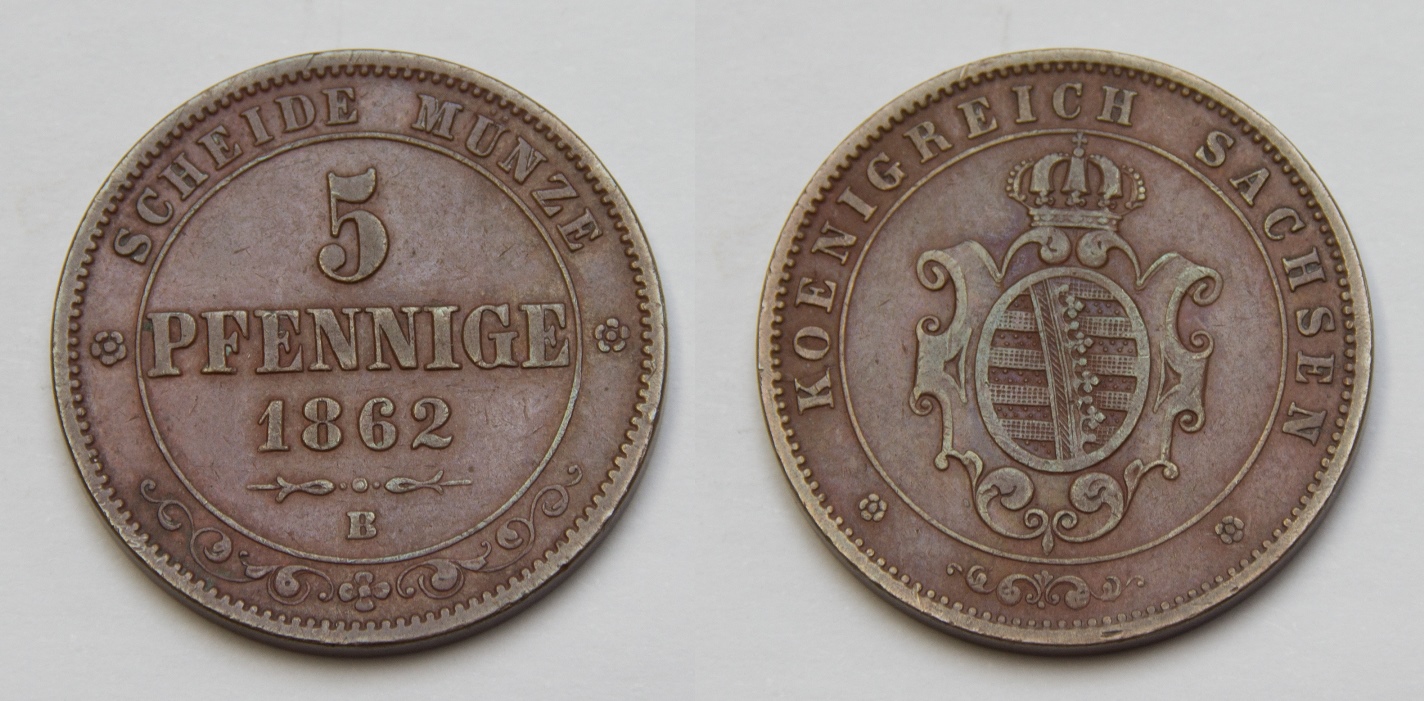 SCHEIDE MÜNZE
5
PFENNIGE
1862
B
KOENIGREICH SACHSEN